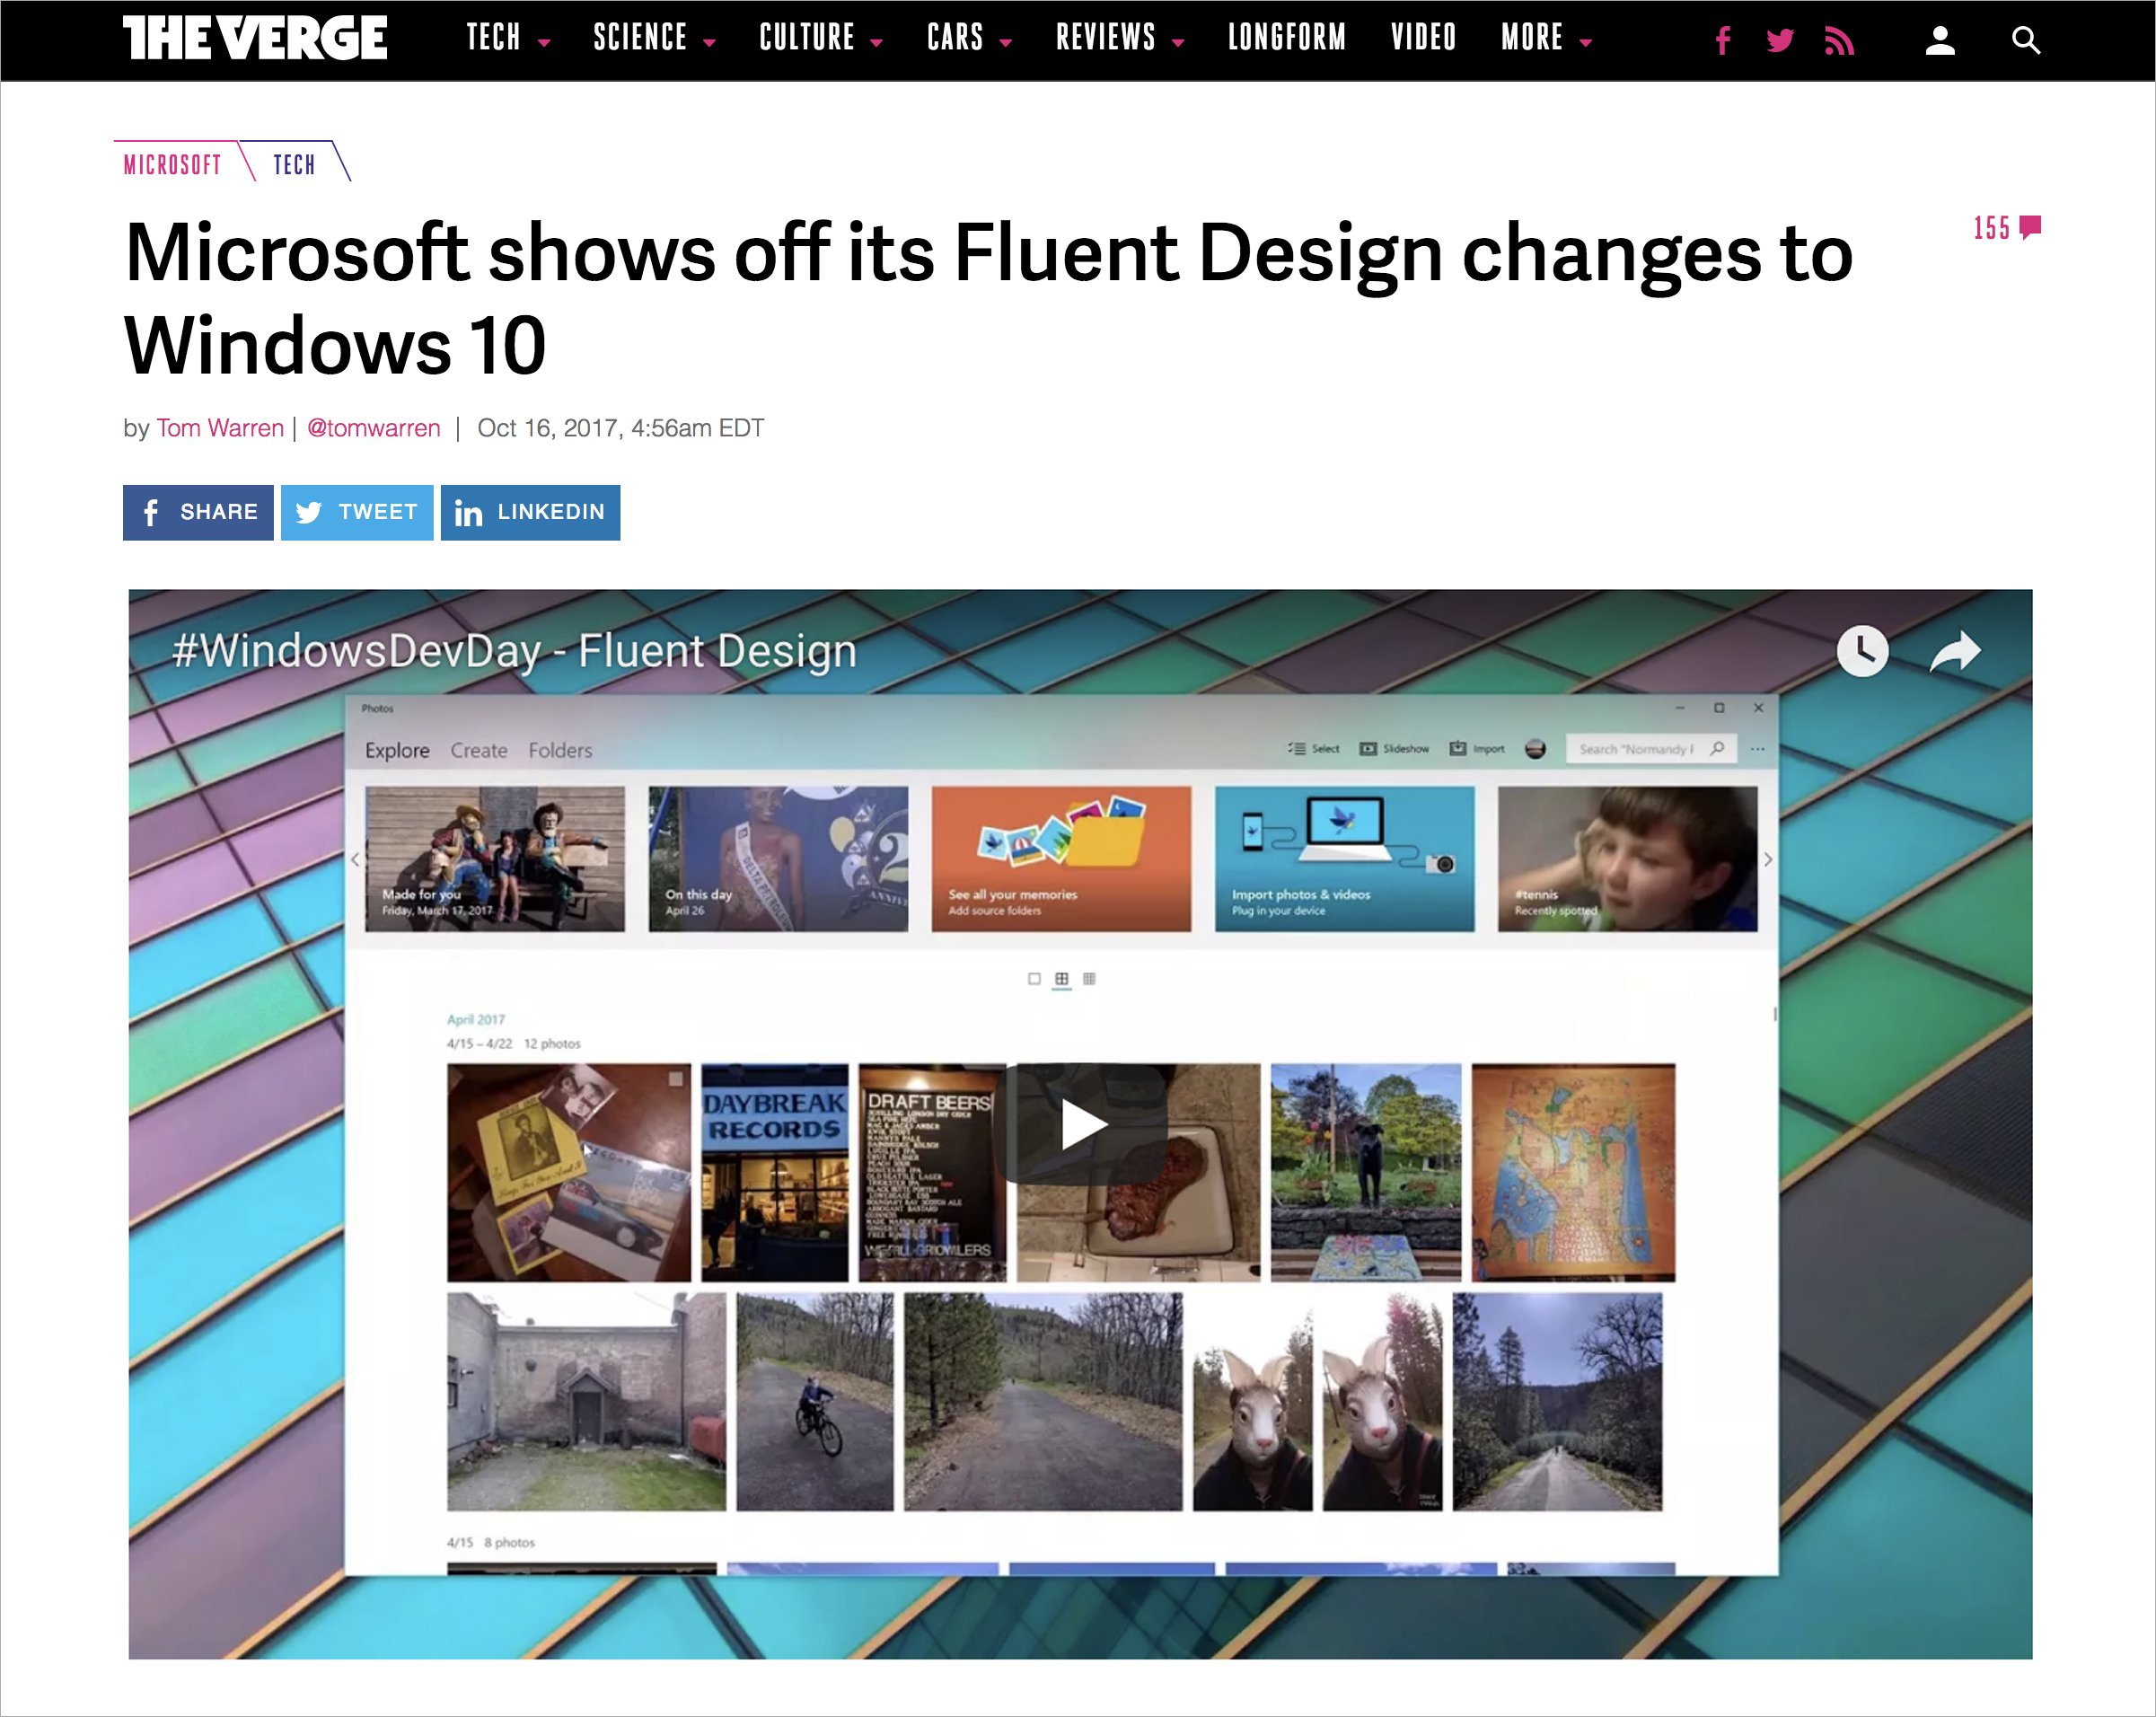 THE VERGE TECH SCIENCE CULTURE CARS REVIEWS LONGFORM VIDEO MORE
MICROSOFT TECH
Microsoft shows off its Fluent Design changes to
Windows 10
155
by Tom Warren | @tomwarren | Oct 16, 2017, 4:56am EDT
f SHARE TWEET in LINKEDIN
#WindowsDevDay - Fluent Design
Photos
Explore Create Folders Select Slideshow Import Search "Normandy
Made for you
Friday, March 17, 2017
On this day
April 26
See all your memories
Add source folders
Import photos & videos
Plug in your device
#tennis
Recently spotted
April 2017
4/15 – 4/22 12 photos
DAYBREAK
RECORDS
DRAFT BEERS
4/15 8 photos